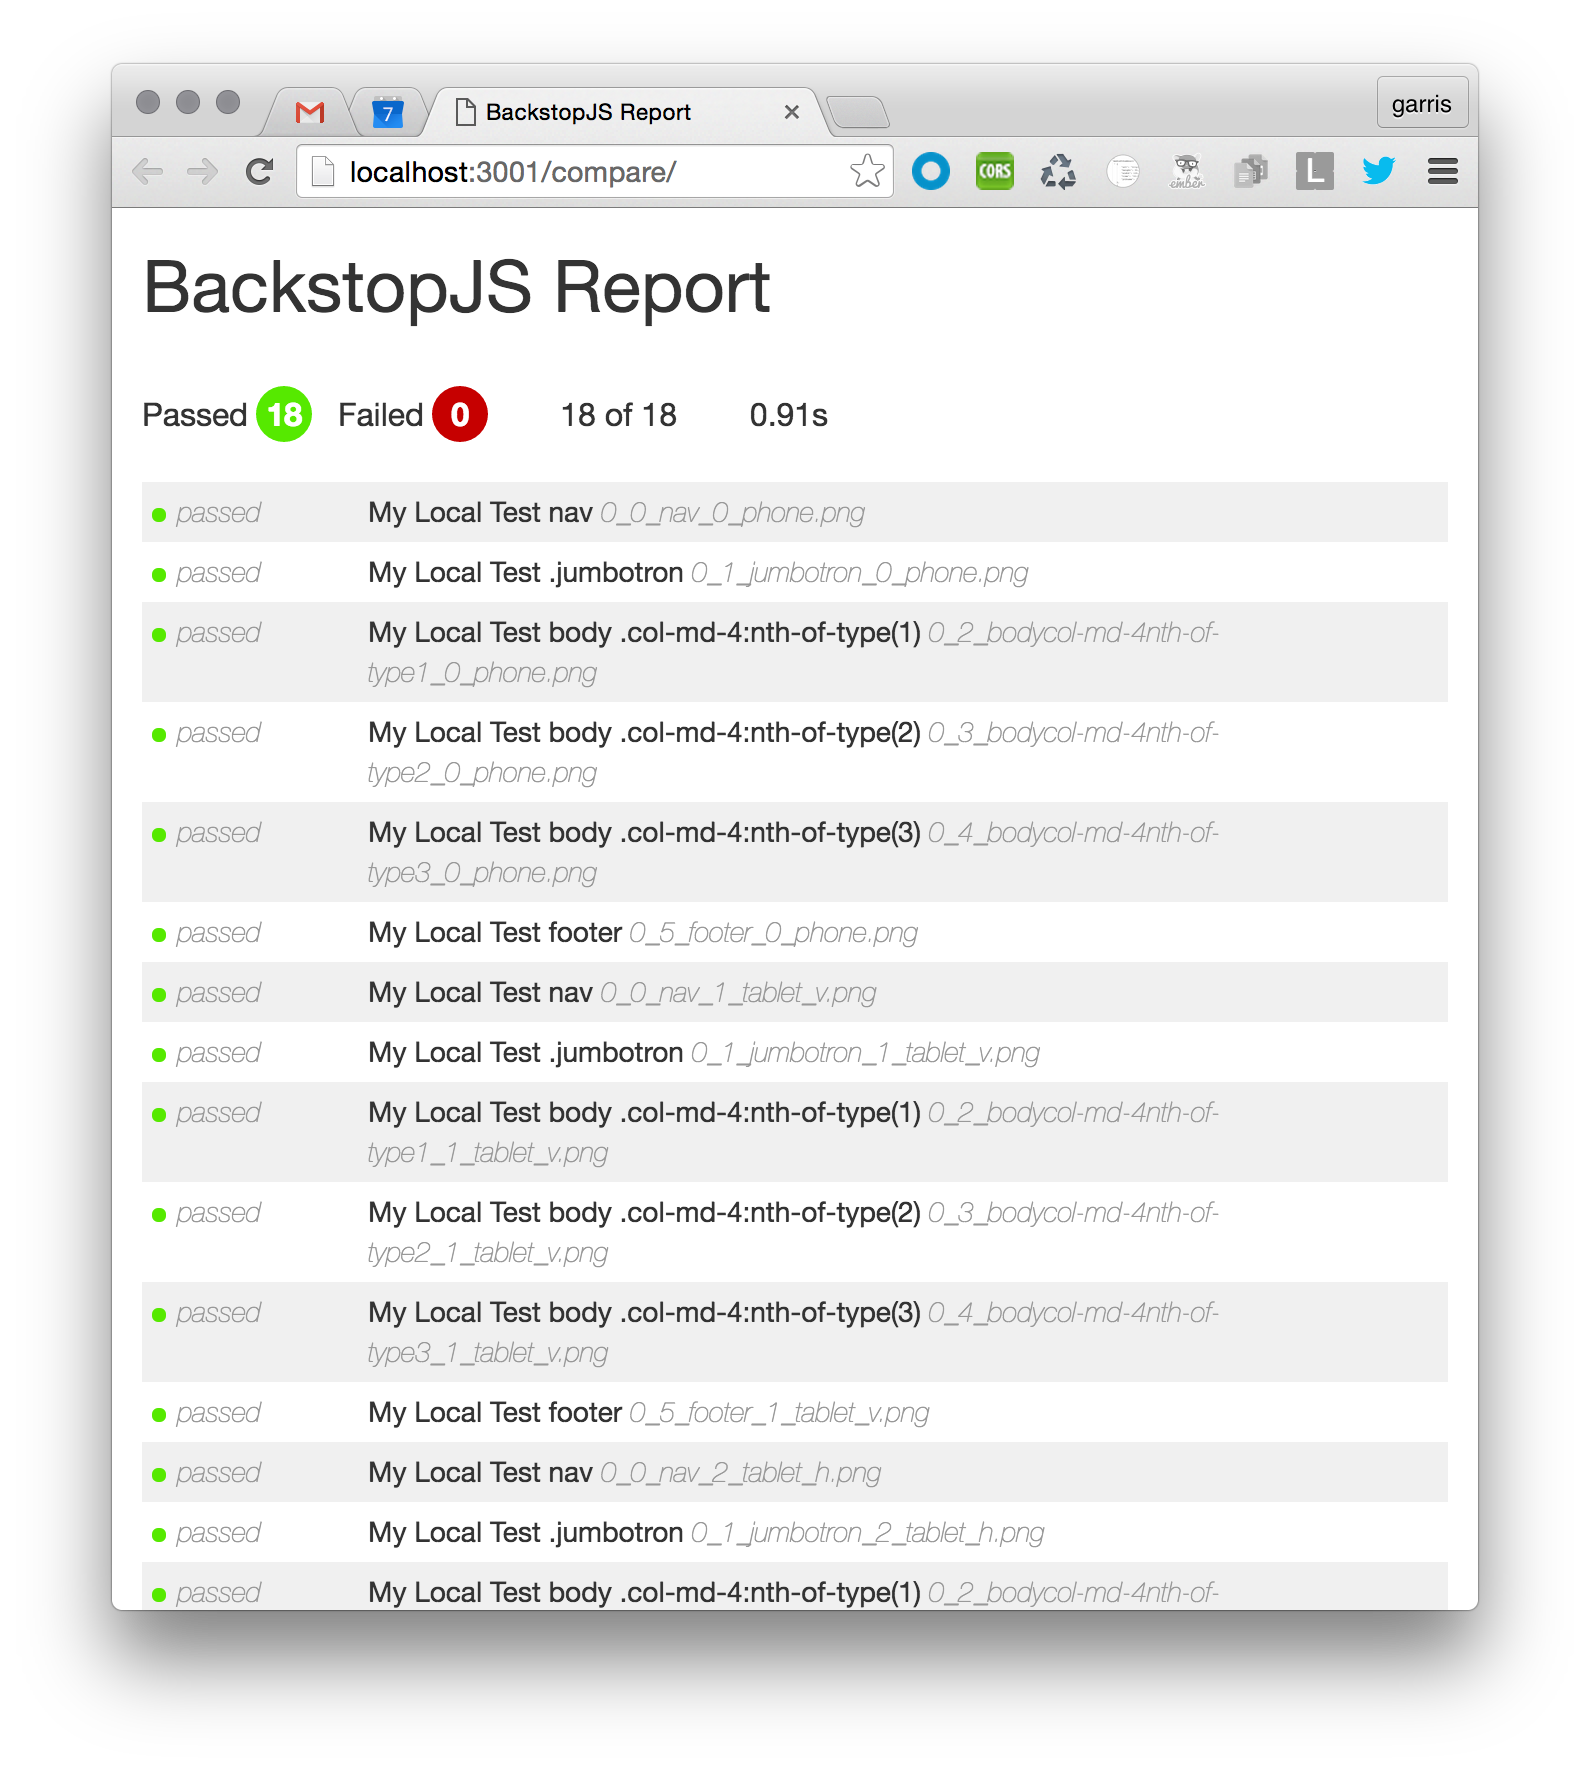 BackstopJS Report
garris
localhost:3001/compare/
CORS
ember
L
7
BackstopJS Report
Passed 18 Failed 0 18 of 18 0.91s
passed My Local Test nav 0_0_nav_0_phone.png
passed My Local Test .jumbotron 0_1_jumbotron_0_phone.png
passed My Local Test body .col-md-4:nth-of-type(1) 0_2_bodycol-md-4nth-of-
type1_0_phone.png
passed My Local Test body .col-md-4:nth-of-type(2) 0_3_bodycol-md-4nth-of-
type2_0_phone.png
passed My Local Test body .col-md-4:nth-of-type(3) 0_4_bodycol-md-4nth-of-
type3_0_phone.png
passed My Local Test footer 0_5_footer_0_phone.png
passed My Local Test nav 0_0_nav_1_tablet_v.png
passed My Local Test .jumbotron 0_1_jumbotron_1_tablet_v.png
passed My Local Test body .col-md-4:nth-of-type(1) 0_2_bodycol-md-4nth-of-
type1_1_tablet_v.png
passed My Local Test body .col-md-4:nth-of-type(2) 0_3_bodycol-md-4nth-of-
type2_1_tablet_v.png
passed My Local Test body .col-md-4:nth-of-type(3) 0_4_bodycol-md-4nth-of-
type3_1_tablet_v.png
passed My Local Test footer 0_5_footer_1_tablet_v.png
passed My Local Test nav 0_0_nav_2_tablet_h.png
passed My Local Test .jumbotron 0_1_jumbotron_2_tablet_h.png
passed My Local Test body .col-md-4:nth-of-type(1) 0_2_bodycol-md-4nth-of-